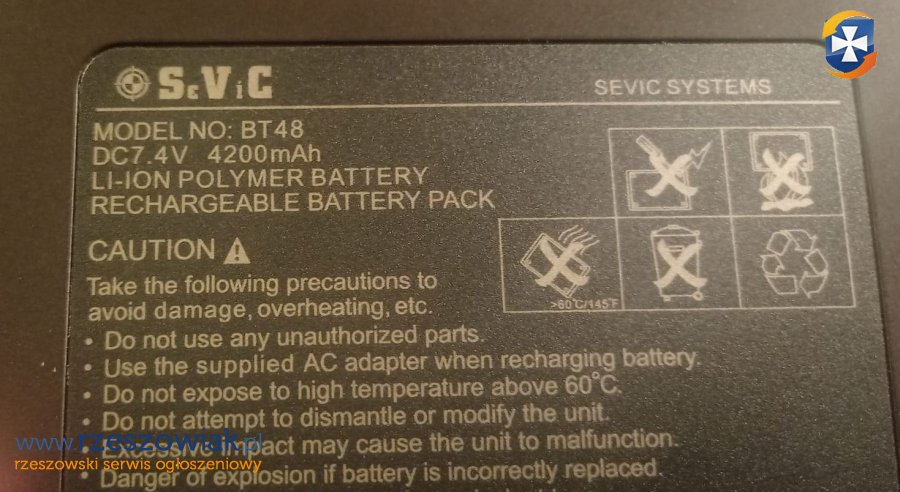 SeViC
SEVIC SYSTEMS
MODEL NO: BT48
DC7.4V 4200mAh
LI-ION POLYMER BATTERY
RECHARGEABLE BATTERY PACK
CAUTION
>60°C/145°F
Take the following precautions to
avoid damage, overheating, etc.
• Do not use any unauthorized parts.
• Use the supplied AC adapter when recharging battery.
• Do not expose to high temperature above 60°C.
• Do not attempt to dismantle or modify the unit.
• Excessive impact may cause the unit to malfunction.
• Danger of explosion if battery is incorrectly replaced.
www.rzeszowiak.pl
rzeszowski serwis ogłoszeniowy